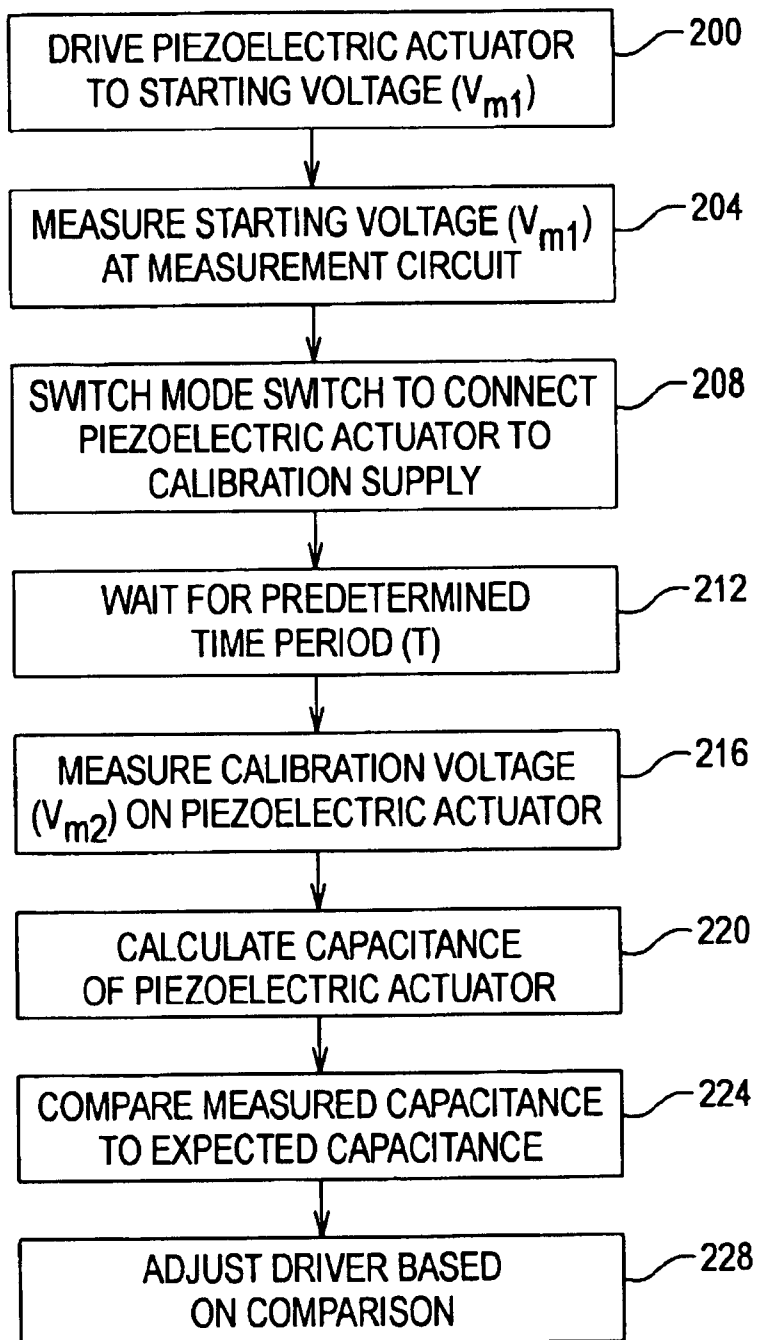 DRIVE PIEZOELECTRIC ACTUATOR
TO STARTING VOLTAGE (Vm1)
200
MEASURE STARTING VOLTAGE (Vm1)
AT MEASUREMENT CIRCUIT
204
SWITCH MODE SWITCH TO CONNECT
PIEZOELECTRIC ACTUATOR TO
CALIBRATION SUPPLY
208
WAIT FOR PREDETERMINED
TIME PERIOD (T)
212
MEASURE CALIBRATION VOLTAGE
(Vm2) ON PIEZOELECTRIC ACTUATOR
216
CALCULATE CAPACITANCE
OF PIEZOELECTRIC ACTUATOR
220
COMPARE MEASURED CAPACITANCE
TO EXPECTED CAPACITANCE
224
ADJUST DRIVER BASED
ON COMPARISON
228